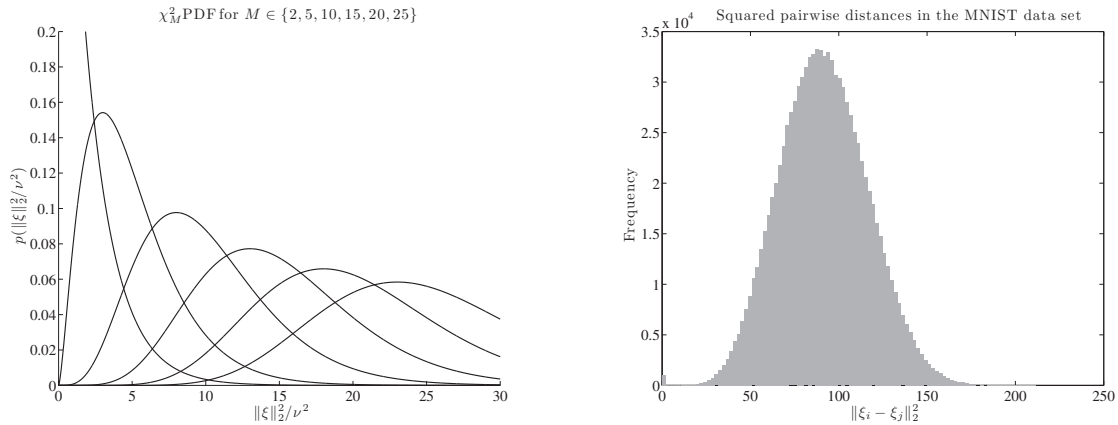 χ²_M PDF for M ∈ {2, 5, 10, 15, 20, 25}
0.2
0.18
0.16
0.14
0.12
0.1
0.08
0.06
0.04
0.02
0
p(‖ξ‖²₂/ν²)
0 5 10 15 20 25 30
‖ξ‖²₂/ν²
Squared pairwise distances in the MNIST data set
3.5 x 10⁴
3
2.5
2
1.5
1
0.5
0
Frequency
0 50 100 150 200 250
‖ξᵢ − ξⱼ‖²₂